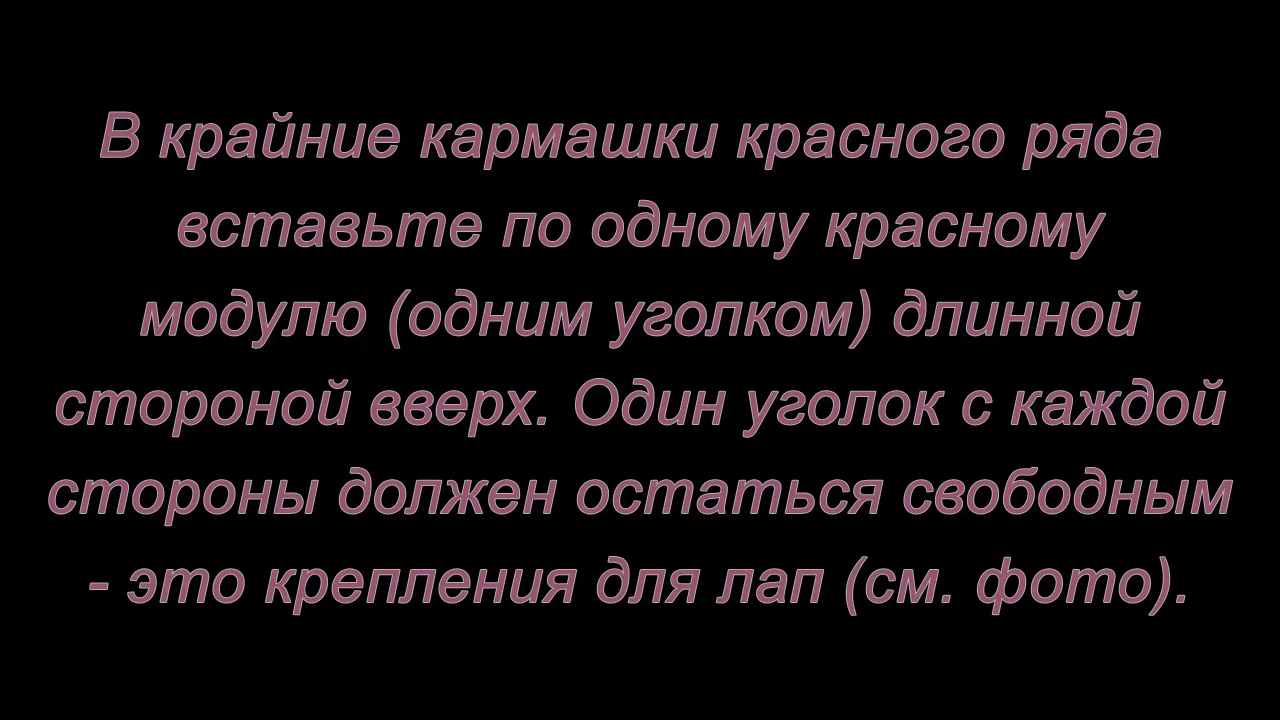 В крайние кармашки красного ряда
вставьте по одному красному
модулю (одним уголком) длинной
стороной вверх. Один уголок с каждой
стороны должен остаться свободным
- это крепления для лап (см. фото).